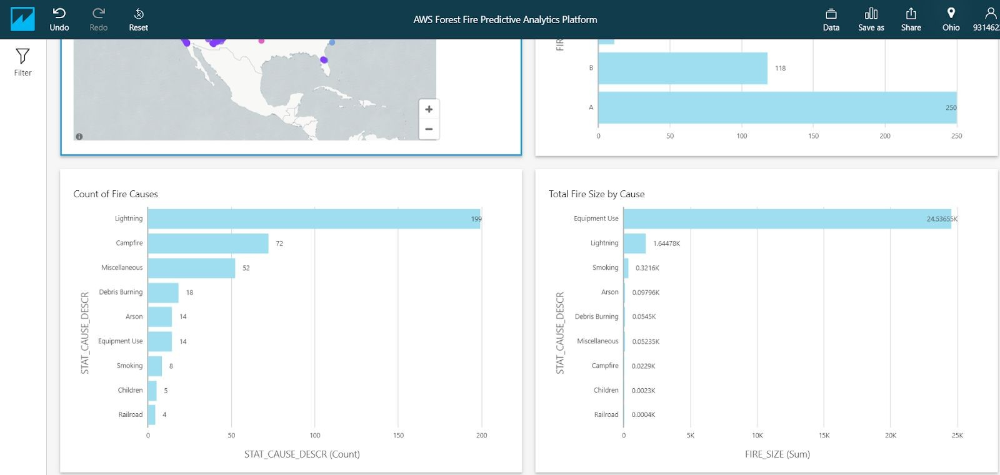 Undo
Redo
Reset
AWS Forest Fire Predictive Analytics Platform
Data
Save as
Share
Ohio
Filter
B
118
A
250
0 50 100 150 200 250
Count of Fire Causes
STAT_CAUSE_DESCR
Lightning 199
Campfire 72
Miscellaneous 52
Debris Burning 18
Arson 14
Equipment Use 14
Smoking 8
Children 5
Railroad 4
0 50 100 150 200
STAT_CAUSE_DESCR (Count)
Total Fire Size by Cause
STAT_CAUSE_DESCR
Equipment Use 24.53655K
Lightning 1.64478K
Smoking 0.3216K
Arson 0.09796K
Debris Burning 0.0545K
Miscellaneous 0.05235K
Campfire 0.0229K
Children 0.0023K
Railroad 0.0004K
0 5K 10K 15K 20K 25K
FIRE_SIZE (Sum)